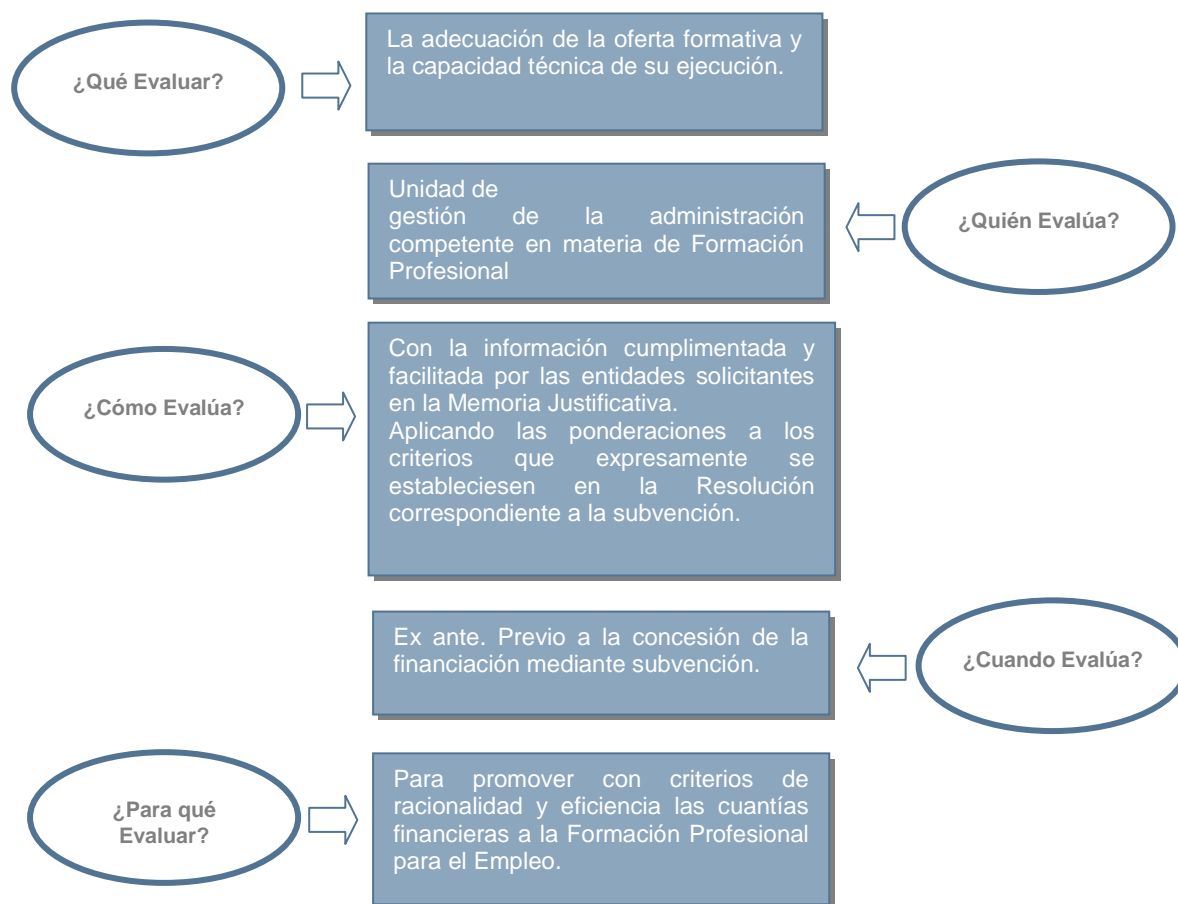 ¿Qué Evaluar?
La adecuación de la oferta formativa y
la capacidad técnica de su ejecución.
Unidad de
gestión de la administración
competente en materia de Formación
Profesional
¿Quién Evalúa?
¿Cómo Evalúa?
Con la información cumplimentada y
facilitada por las entidades solicitantes
en la Memoria Justificativa.
Aplicando las ponderaciones a los
criterios que expresamente se
estableciesen en la Resolución
correspondiente a la subvención.
Ex ante. Previo a la concesión de la
financiación mediante subvención.
¿Cuando Evalúa?
¿Para qué
Evaluar?
Para promover con criterios de
racionalidad y eficiencia las cuantías
financieras a la Formación Profesional
para el Empleo.